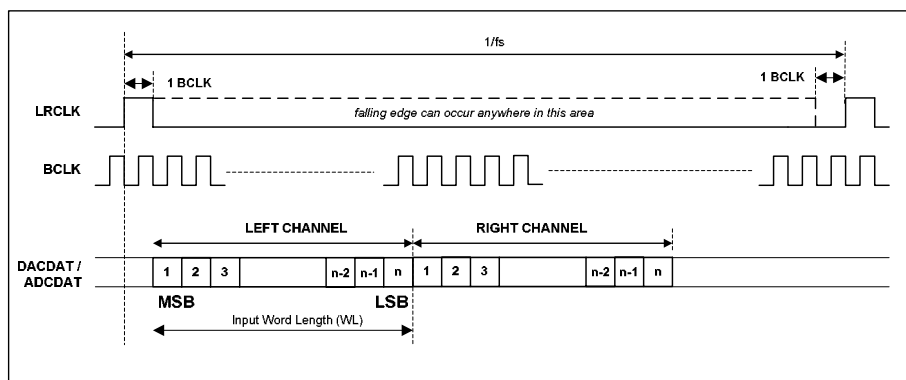 1/fs
1 BCLK
1 BCLK
LRCLK
falling edge can occur anywhere in this area
BCLK
LEFT CHANNEL
RIGHT CHANNEL
DACDAT /
ADCDAT
1 2 3 n-2 n-1 n 1 2 3 n-2 n-1 n
MSB
LSB
Input Word Length (WL)